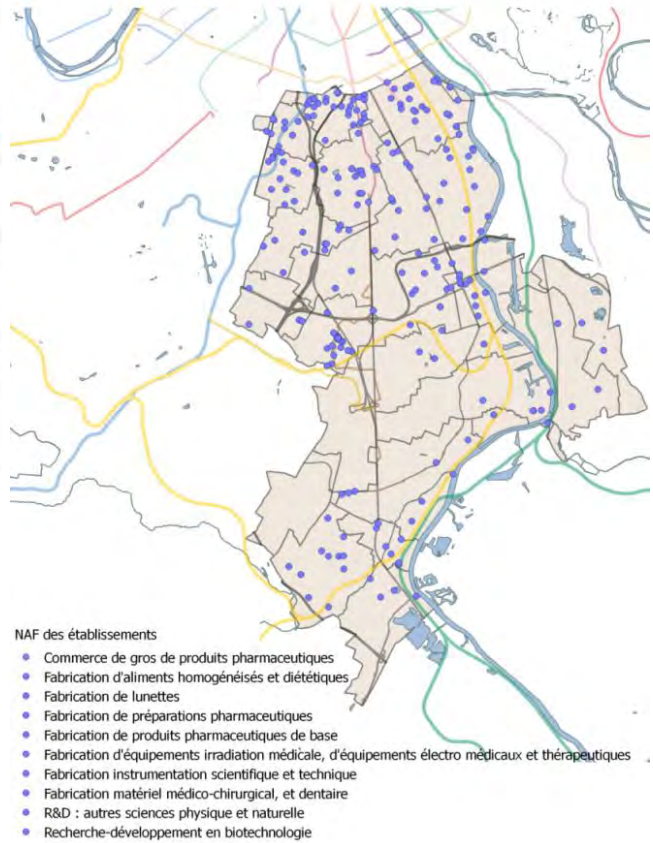 NAF des établissements
Commerce de gros de produits pharmaceutiques
Fabrication d'aliments homogénéisés et diététiques
Fabrication de lunettes
Fabrication de préparations pharmaceutiques
Fabrication de produits pharmaceutiques de base
Fabrication d'équipements irradiation médicale, d'équipements électro médicaux et thérapeutiques
Fabrication instrumentation scientifique et technique
Fabrication matériel médico-chirurgical, et dentaire
R&D : autres sciences physique et naturelle
Recherche-développement en biotechnologie